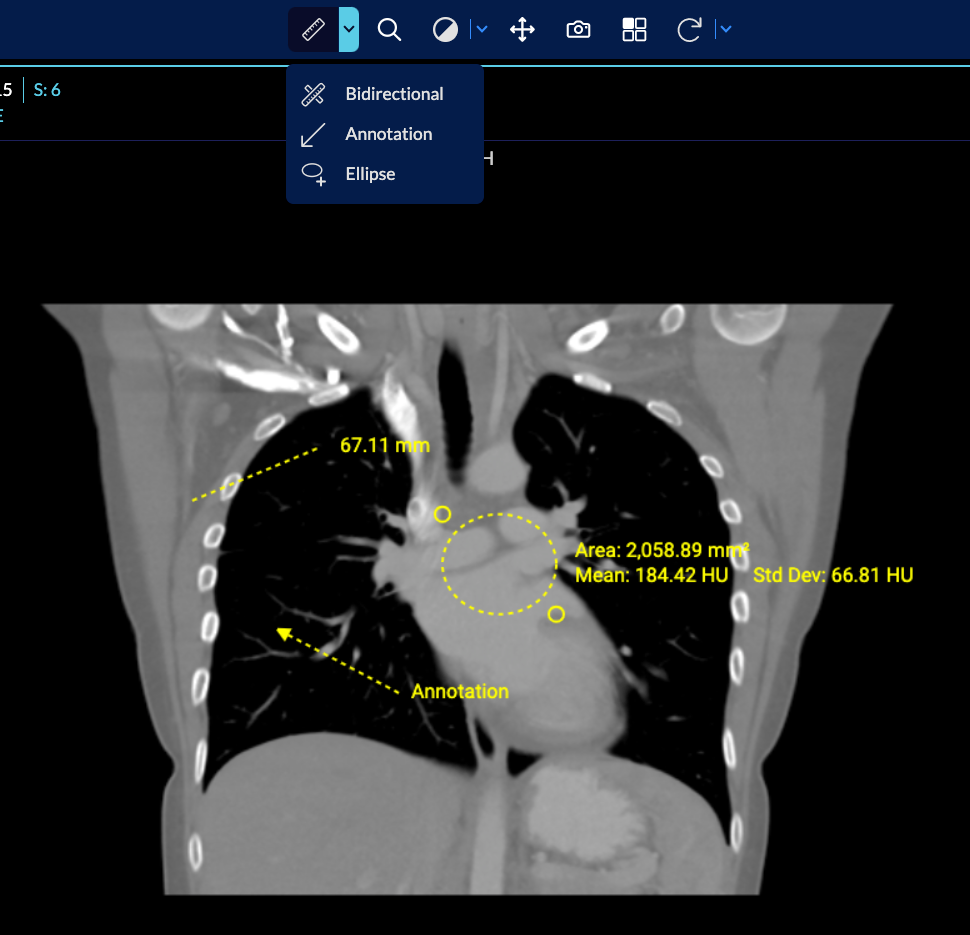 .5 S: 6
E
Bidirectional
Annotation
Ellipse
H
67.11 mm
Area: 2,058.89 mm²
Mean: 184.42 HU Std Dev: 66.81 HU
Annotation